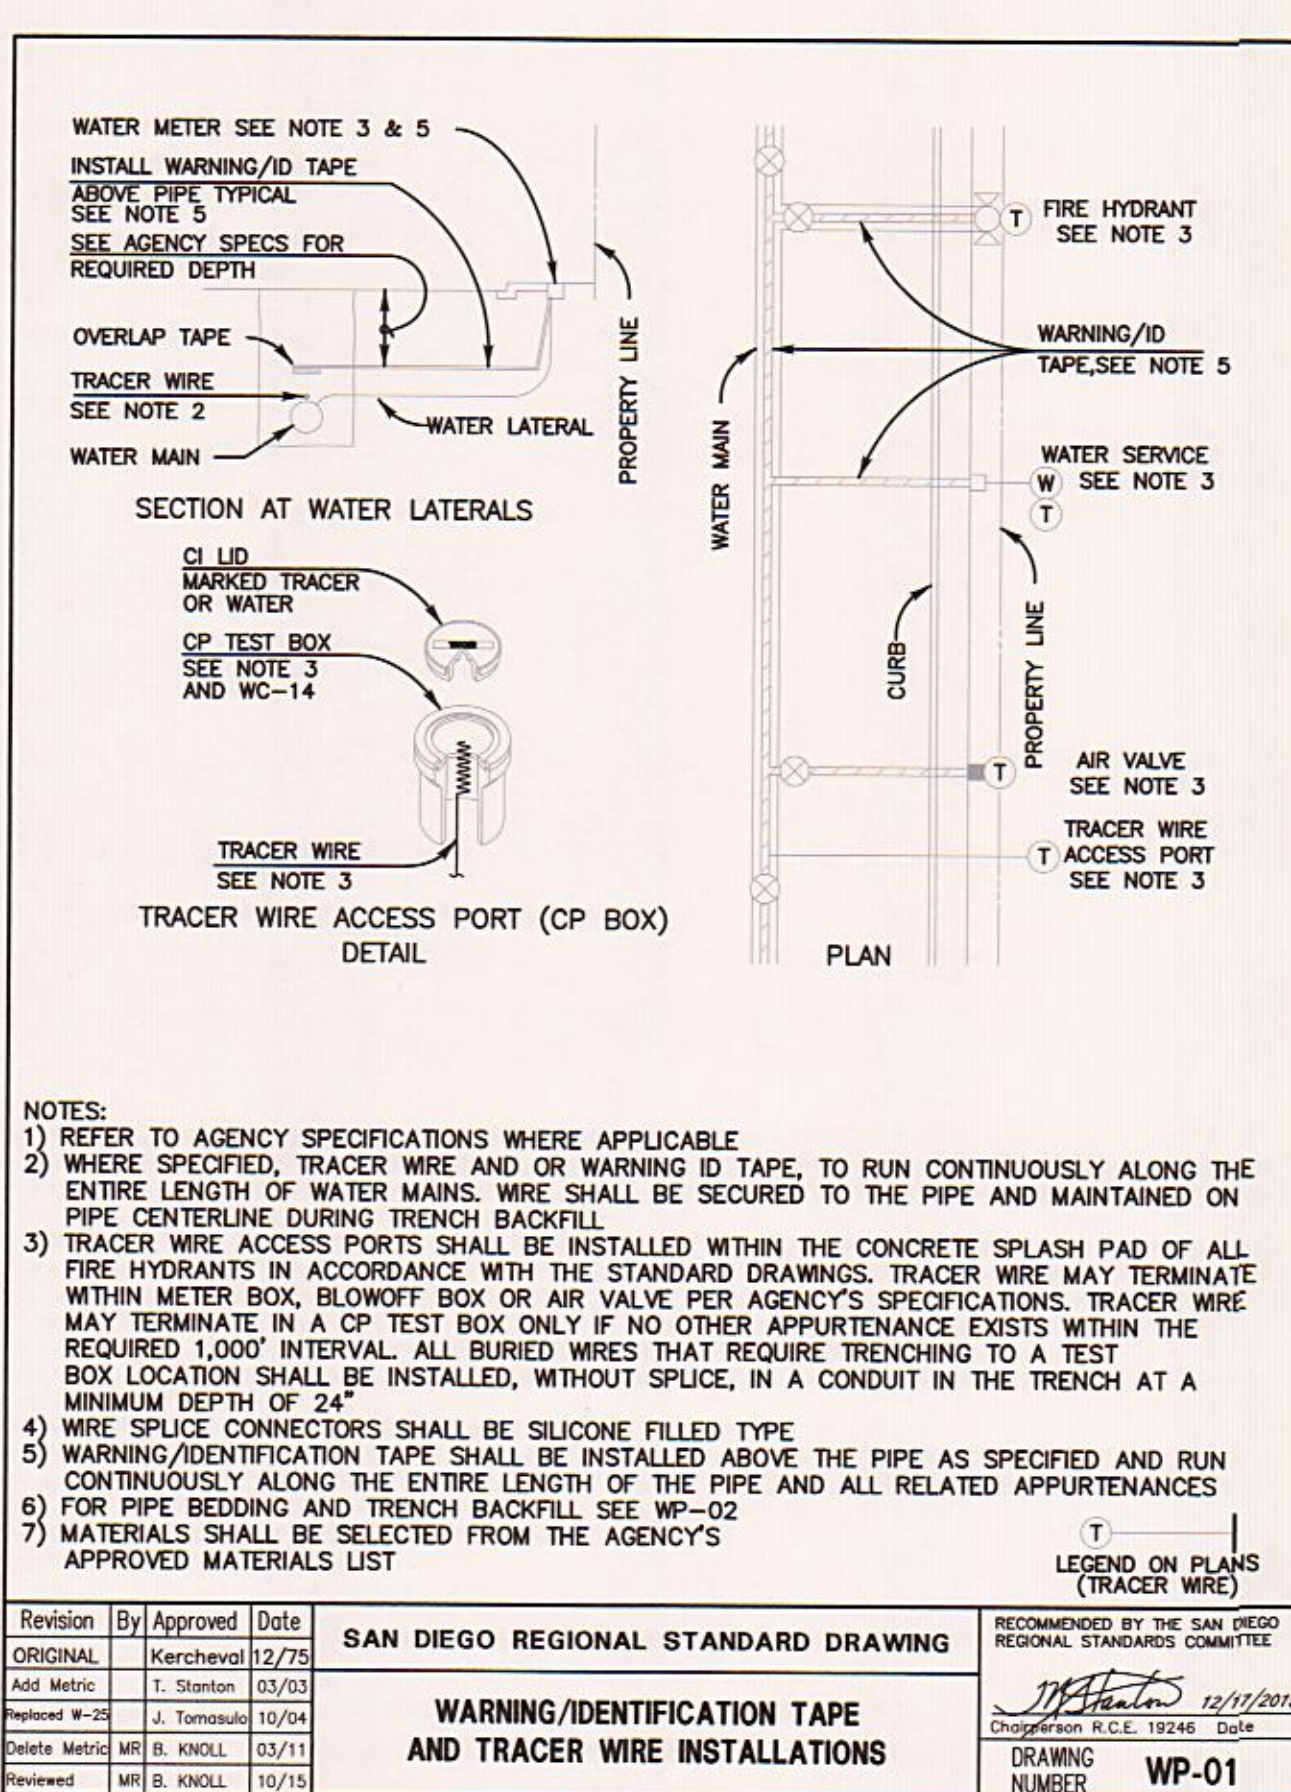 WATER METER SEE NOTE 3 & 5
INSTALL WARNING/ID TAPE
ABOVE PIPE TYPICAL
SEE NOTE 5
SEE AGENCY SPECS FOR
REQUIRED DEPTH
OVERLAP TAPE
TRACER WIRE
SEE NOTE 2
WATER MAIN
WATER LATERAL
PROPERTY LINE
SECTION AT WATER LATERALS
CI LID
MARKED TRACER
OR WATER
CP TEST BOX
SEE NOTE 3
AND WC-14
TRACER WIRE
SEE NOTE 3
TRACER WIRE ACCESS PORT (CP BOX)
DETAIL
T
FIRE HYDRANT
SEE NOTE 3
WARNING/ID
TAPE,SEE NOTE 5
WATER MAIN
WATER SERVICE
SEE NOTE 3
W
T
CURB
PROPERTY LINE
T
AIR VALVE
SEE NOTE 3
T
TRACER WIRE
ACCESS PORT
SEE NOTE 3
PLAN
NOTES:
1) REFER TO AGENCY SPECIFICATIONS WHERE APPLICABLE
2) WHERE SPECIFIED, TRACER WIRE AND OR WARNING ID TAPE, TO RUN CONTINUOUSLY ALONG THE
ENTIRE LENGTH OF WATER MAINS. WIRE SHALL BE SECURED TO THE PIPE AND MAINTAINED ON
PIPE CENTERLINE DURING TRENCH BACKFILL
3) TRACER WIRE ACCESS PORTS SHALL BE INSTALLED WITHIN THE CONCRETE SPLASH PAD OF ALL
FIRE HYDRANTS IN ACCORDANCE WITH THE STANDARD DRAWINGS. TRACER WIRE MAY TERMINATE
WITHIN METER BOX, BLOWOFF BOX OR AIR VALVE PER AGENCY'S SPECIFICATIONS. TRACER WIRE
MAY TERMINATE IN A CP TEST BOX ONLY IF NO OTHER APPURTENANCE EXISTS WITHIN THE
REQUIRED 1,000' INTERVAL. ALL BURIED WIRES THAT REQUIRE TRENCHING TO A TEST
BOX LOCATION SHALL BE INSTALLED, WITHOUT SPLICE, IN A CONDUIT IN THE TRENCH AT A
MINIMUM DEPTH OF 24"
4) WIRE SPLICE CONNECTORS SHALL BE SILICONE FILLED TYPE
5) WARNING/IDENTIFICATION TAPE SHALL BE INSTALLED ABOVE THE PIPE AS SPECIFIED AND RUN
CONTINUOUSLY ALONG THE ENTIRE LENGTH OF THE PIPE AND ALL RELATED APPURTENANCES
6) FOR PIPE BEDDING AND TRENCH BACKFILL SEE WP-02
7) MATERIALS SHALL BE SELECTED FROM THE AGENCY'S
APPROVED MATERIALS LIST
T
LEGEND ON PLANS
(TRACER WIRE)
Revision By Approved Date
ORIGINAL Kercheval 12/75
Add Metric T. Stanton 03/03
Replaced W-25 J. Tomasulo 10/04
Delete Metric MR B. KNOLL 03/11
Reviewed MR B. KNOLL 10/15
SAN DIEGO REGIONAL STANDARD DRAWING
WARNING/IDENTIFICATION TAPE
AND TRACER WIRE INSTALLATIONS
RECOMMENDED BY THE SAN DIEGO
REGIONAL STANDARDS COMMITTEE
M Stanton 12/17/201
Chairperson R.C.E. 19246 Date
DRAWING
NUMBER WP-01